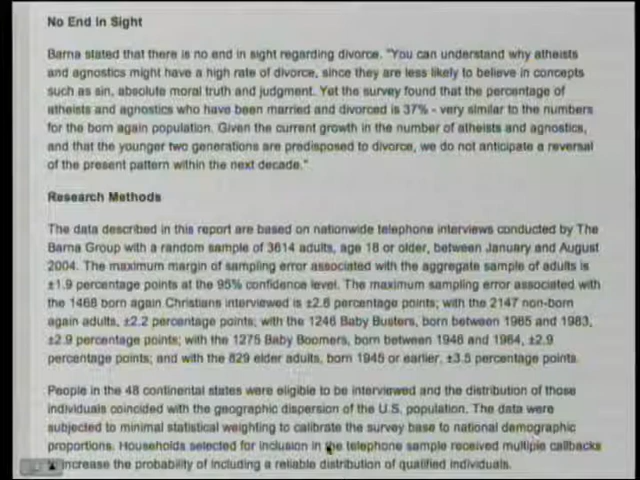 No End in Sight
Barna stated that there is no end in sight regarding divorce. "You can understand why atheists
and agnostics might have a high rate of divorce, since they are less likely to believe in concepts
such as sin, absolute moral truth and judgment. Yet the survey found that the percentage of
atheists and agnostics who have been married and divorced is 37% - very similar to the numbers
for the born again population. Given the current growth in the number of atheists and agnostics,
and that the younger two generations are predisposed to divorce, we do not anticipate a reversal
of the present pattern within the next decade."
Research Methods
The data described in this report are based on nationwide telephone interviews conducted by The
Barna Group with a random sample of 3614 adults, age 18 or older, between January and August
2004. The maximum margin of sampling error associated with the aggregate sample of adults is
±1.9 percentage points at the 95% confidence level. The maximum sampling error associated with
the 1468 born again Christians interviewed is ±2.6 percentage points; with the 2147 non-born
again adults, ±2.2 percentage points; with the 1246 Baby Busters, born between 1965 and 1983,
±2.9 percentage points; with the 1275 Baby Boomers, born between 1946 and 1964, ±2.9
percentage points; and with the 829 elder adults, born 1945 or earlier, ±3.5 percentage points.
People in the 48 continental states were eligible to be interviewed and the distribution of those
individuals coincided with the geographic dispersion of the U.S. population. The data were
subjected to minimal statistical weighting to calibrate the survey base to national demographic
proportions. Households selected for inclusion in the telephone sample received multiple callbacks
increase the probability of including a reliable distribution of qualified individuals.